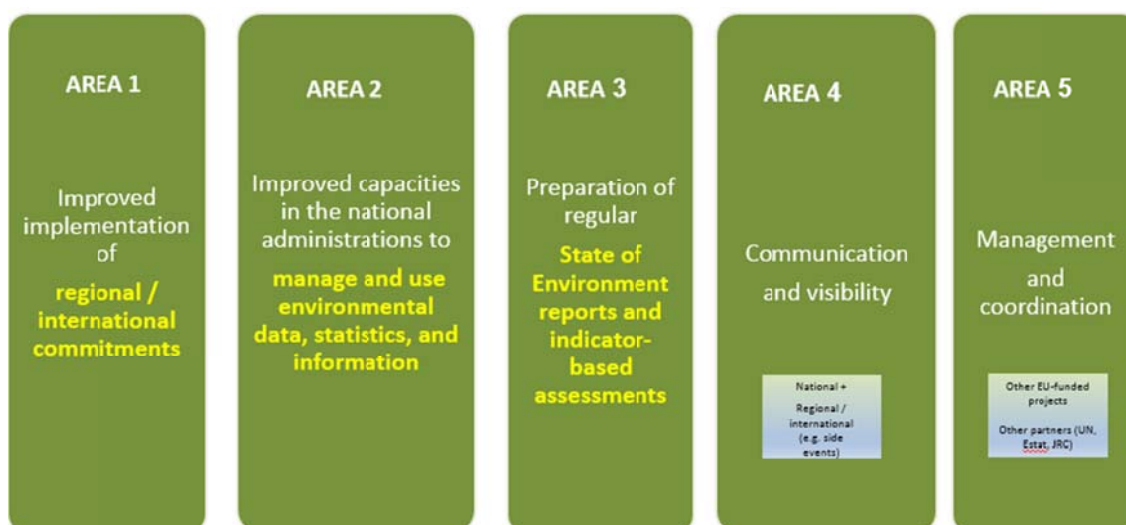 AREA 1
Improved
implementation
of
regional /
international
commitments
AREA 2
Improved capacities
in the national
administrations to
manage and use
environmental
data, statistics, and
information
AREA 3
Preparation of
regular
State of
Environment
reports and
indicator-
based
assessments
AREA 4
Communication
and visibility
National +
Regional /
international
(e.g. side
events)
AREA 5
Management
and
coordination
Other EU-funded
projects
Other partners (UN,
Estat, JRC)